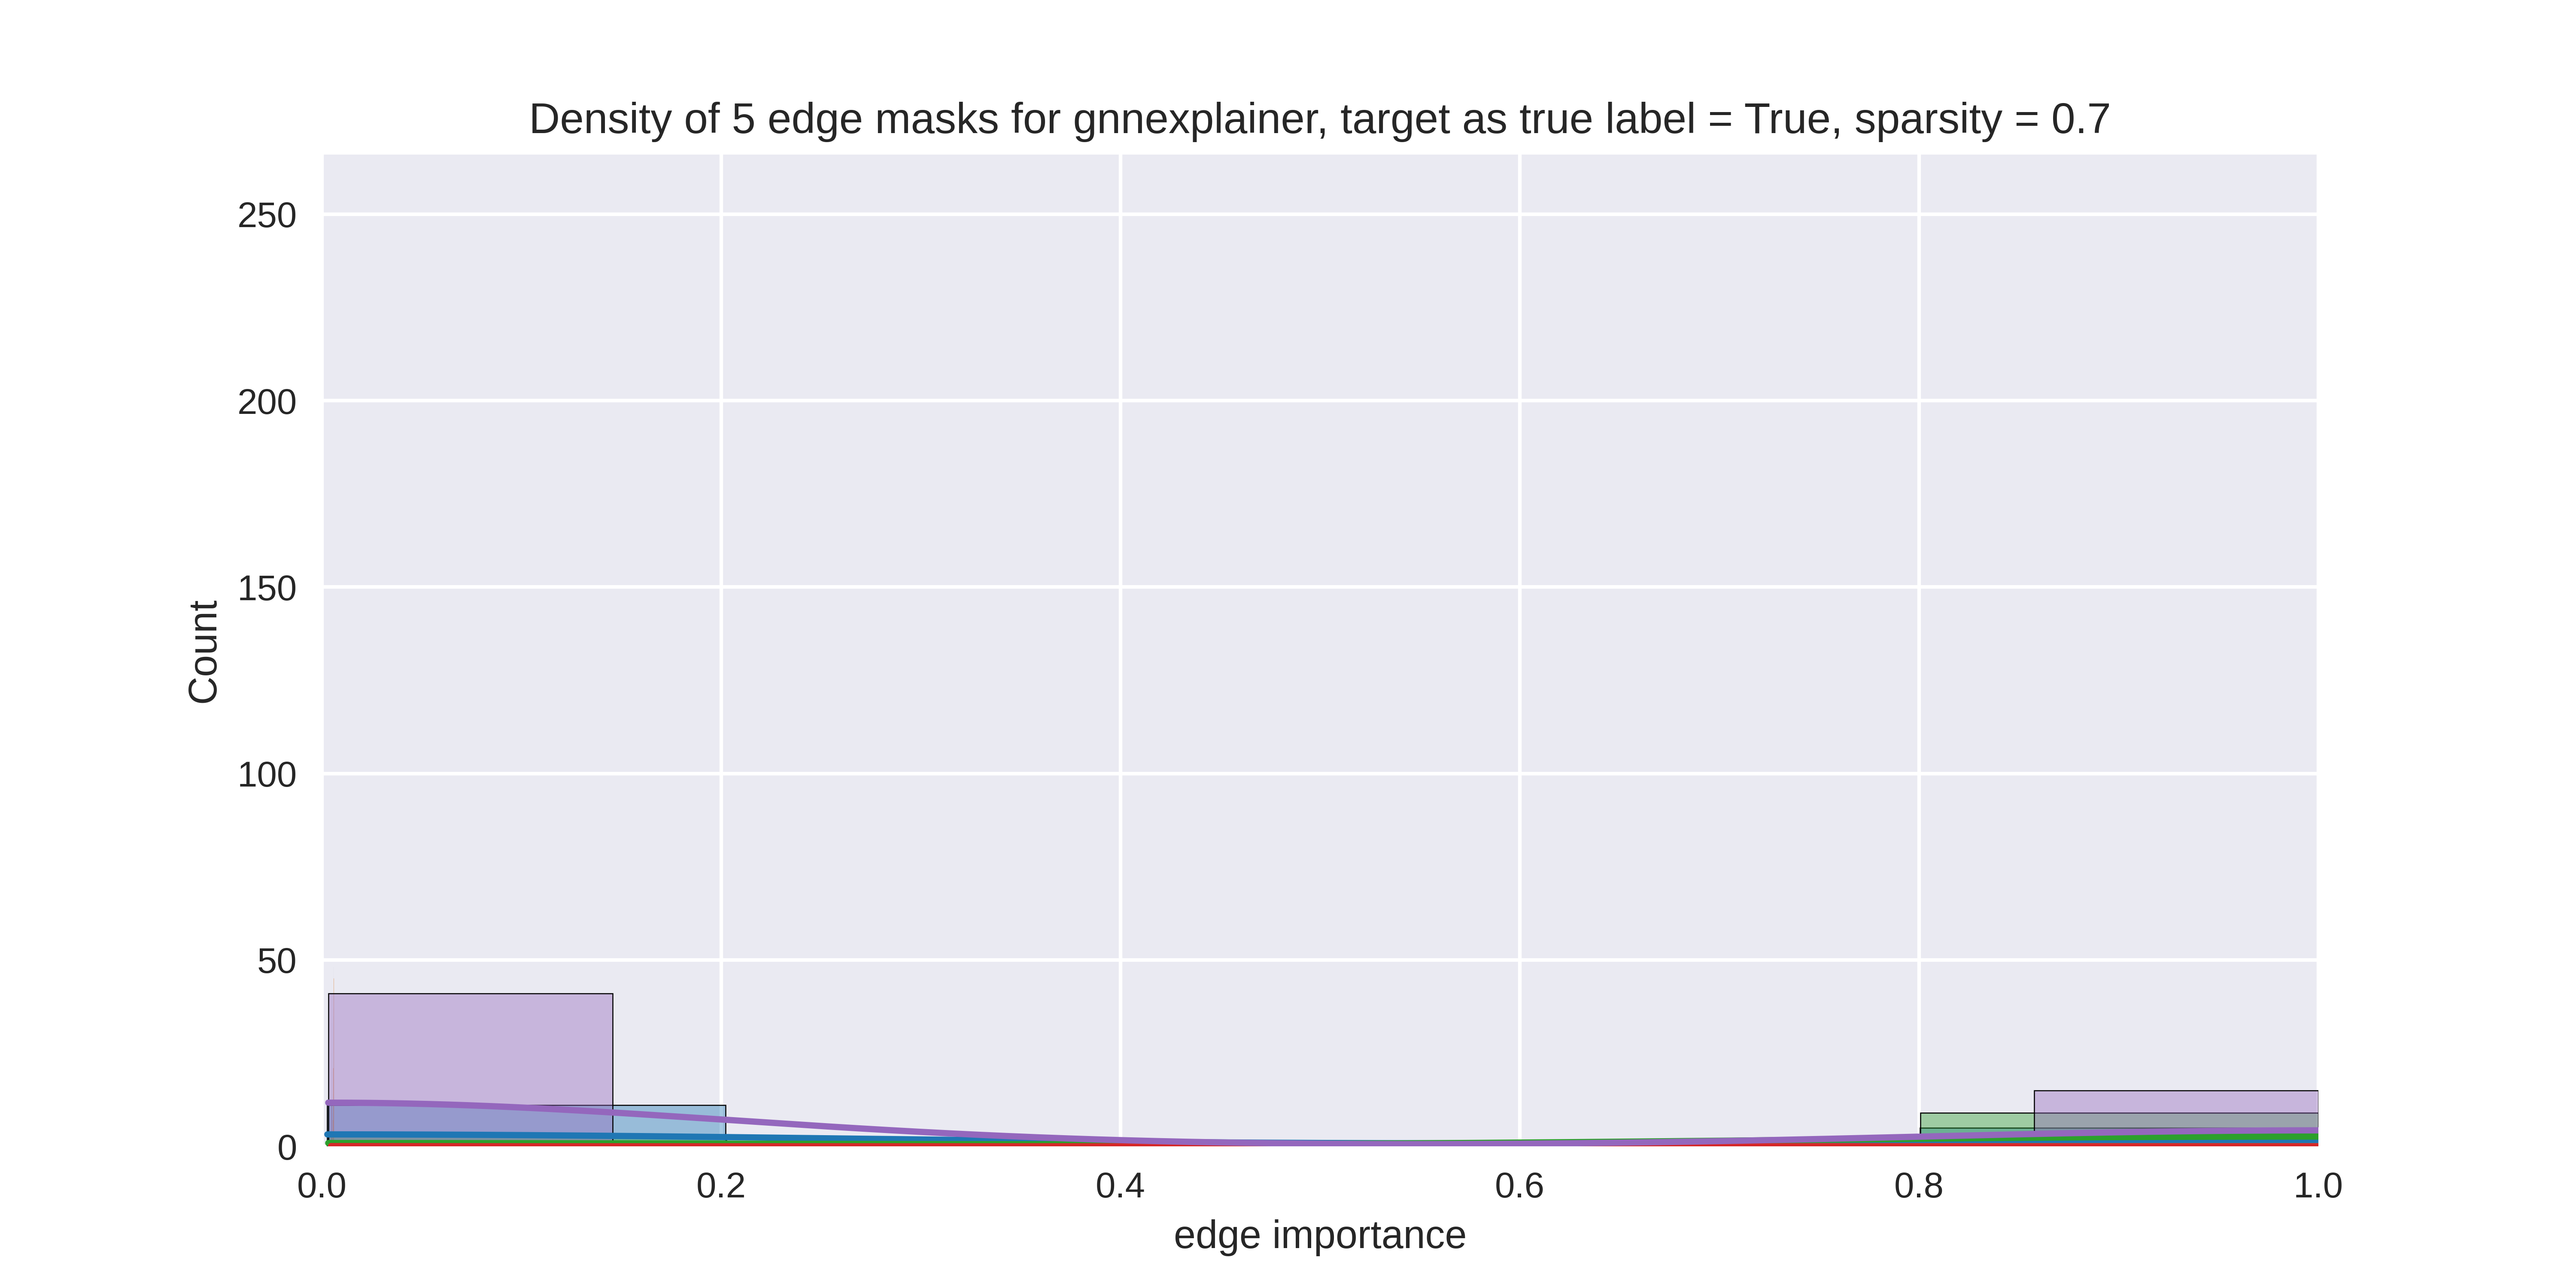 Density of 5 edge masks for gnnexplainer, target as true label = True, sparsity = 0.7
250
200
150
100
50
0
Count
0.0 0.2 0.4 0.6 0.8 1.0
edge importance